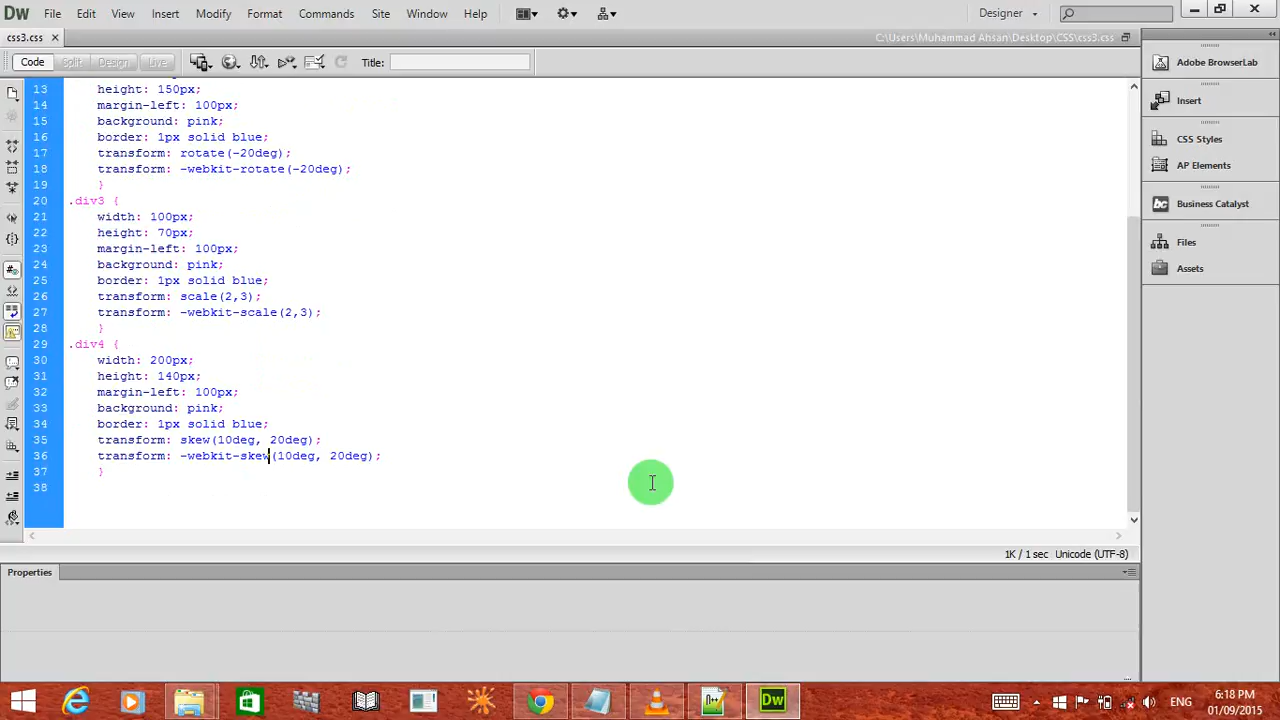 Dw File Edit View Insert Modify Format Commands Site Window Help Designer
css3.css × C:\Users\Muhammad Ahsan\Desktop\CSS\css3.css
Code Split Design Live Title:
13 height: 150px;
14 margin-left: 100px;
15 background: pink;
16 border: 1px solid blue;
17 transform: rotate(-20deg);
18 transform: -webkit-rotate(-20deg);
19 }
20 .div3 {
21 width: 100px;
22 height: 70px;
23 margin-left: 100px;
24 background: pink;
25 border: 1px solid blue;
26 transform: scale(2,3);
27 transform: -webkit-scale(2,3);
28 }
29 .div4 {
30 width: 200px;
31 height: 140px;
32 margin-left: 100px;
33 background: pink;
34 border: 1px solid blue;
35 transform: skew(10deg, 20deg);
36 transform: -webkit-skew(10deg, 20deg);
37 }
38
1K / 1 sec Unicode (UTF-8)
Properties
Adobe BrowserLab
Insert
CSS Styles
AP Elements
bc Business Catalyst
Files
Assets
Dw
ENG
6:18 PM
01/09/2015